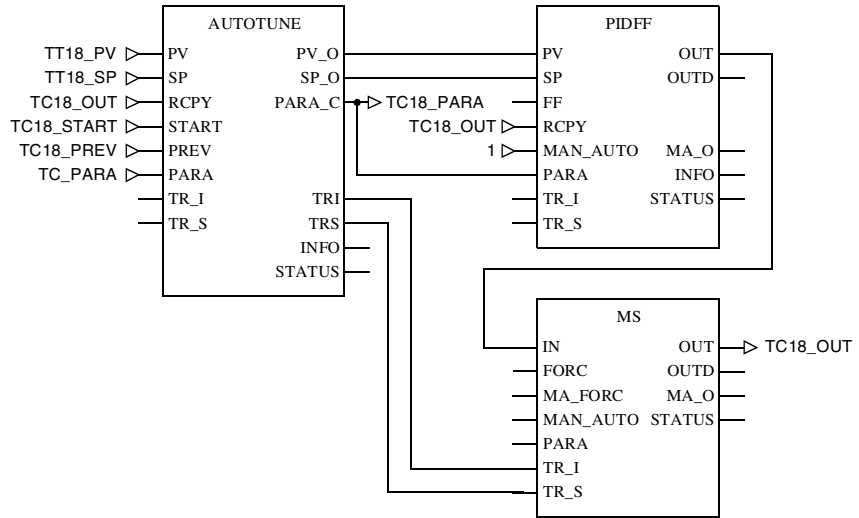 AUTOTUNE
TT18_PV PV PV_O
TT18_SP SP SP_O
TC18_OUT RCPY PARA_C TC18_PARA
TC18_START START
TC18_PREV PREV
TC_PARA PARA
TR_I TRI
TR_S TRS
INFO
STATUS
PIDFF
PV OUT
SP OUTD
FF
TC18_OUT RCPY
1 MAN_AUTO MA_O
PARA INFO
TR_I STATUS
TR_S
MS
IN OUT TC18_OUT
FORC OUTD
MA_FORC MA_O
MAN_AUTO STATUS
PARA
TR_I
TR_S